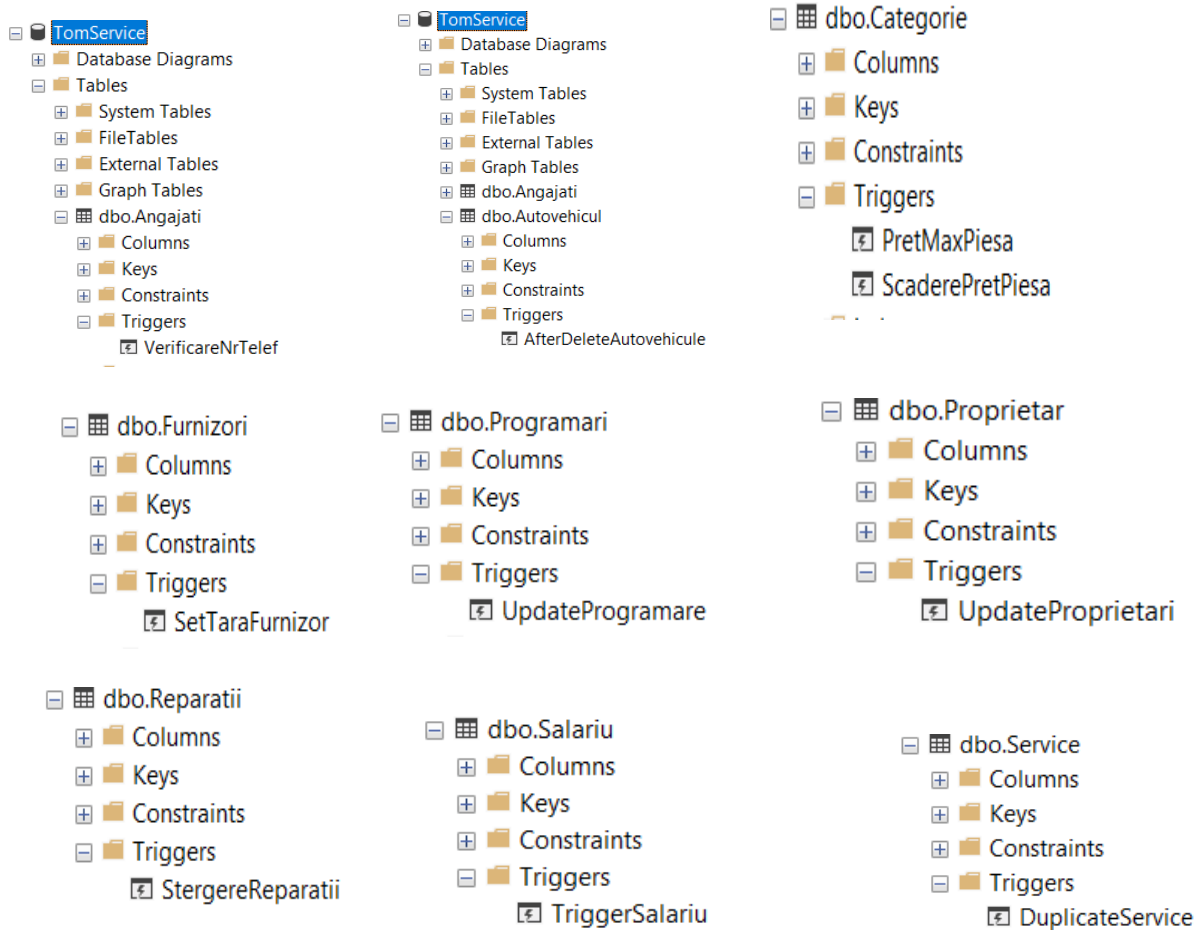 TomService
Database Diagrams
Tables
System Tables
FileTables
External Tables
Graph Tables
dbo.Angajati
Columns
Keys
Constraints
Triggers
VerificareNrTelef
TomService
Database Diagrams
Tables
System Tables
FileTables
External Tables
Graph Tables
dbo.Angajati
dbo.Autovehicul
Columns
Keys
Constraints
Triggers
AfterDeleteAutovehicule
dbo.Categorie
Columns
Keys
Constraints
Triggers
PretMaxPiesa
ScaderePretPiesa
dbo.Furnizori
Columns
Keys
Constraints
Triggers
SetTaraFurnizor
dbo.Programari
Columns
Keys
Constraints
Triggers
UpdateProgramare
dbo.Proprietar
Columns
Keys
Constraints
Triggers
UpdateProprietari
dbo.Reparatii
Columns
Keys
Constraints
Triggers
StergereReparatii
dbo.Salariu
Columns
Keys
Constraints
Triggers
TriggerSalariu
dbo.Service
Columns
Keys
Constraints
Triggers
DuplicateService